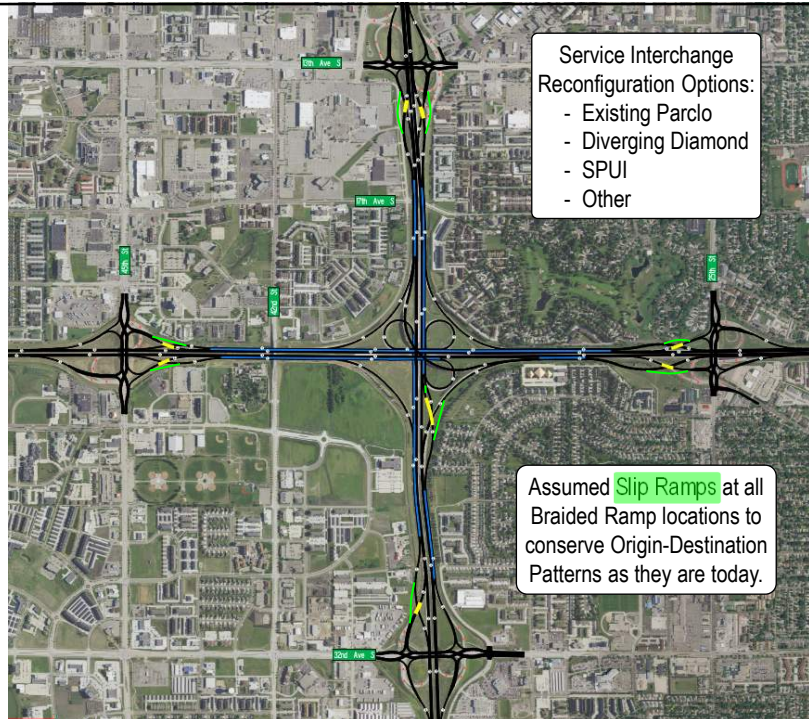 13th Ave S
Service Interchange
Reconfiguration Options:
- Existing Parclo
- Diverging Diamond
- SPUI
- Other
17th Ave S
45th St
42nd St
25th St
Assumed Slip Ramps at all
Braided Ramp locations to
conserve Origin-Destination
Patterns as they are today.
32nd Ave S